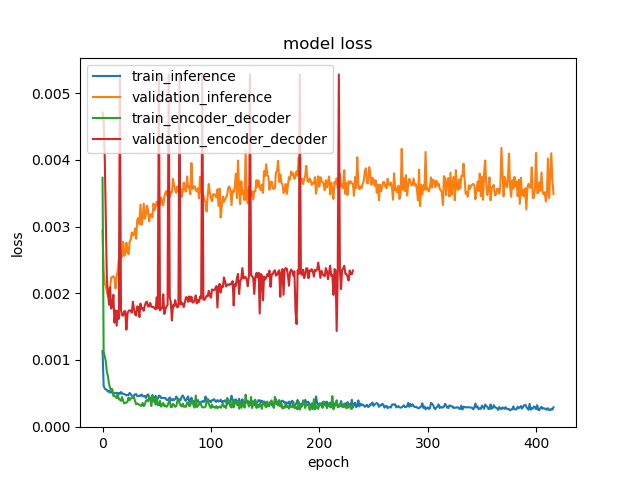 model loss
train_inference
validation_inference
train_encoder_decoder
validation_encoder_decoder
0.005
0.004
0.003
0.002
0.001
0.000
loss
0 100 200 300 400
epoch